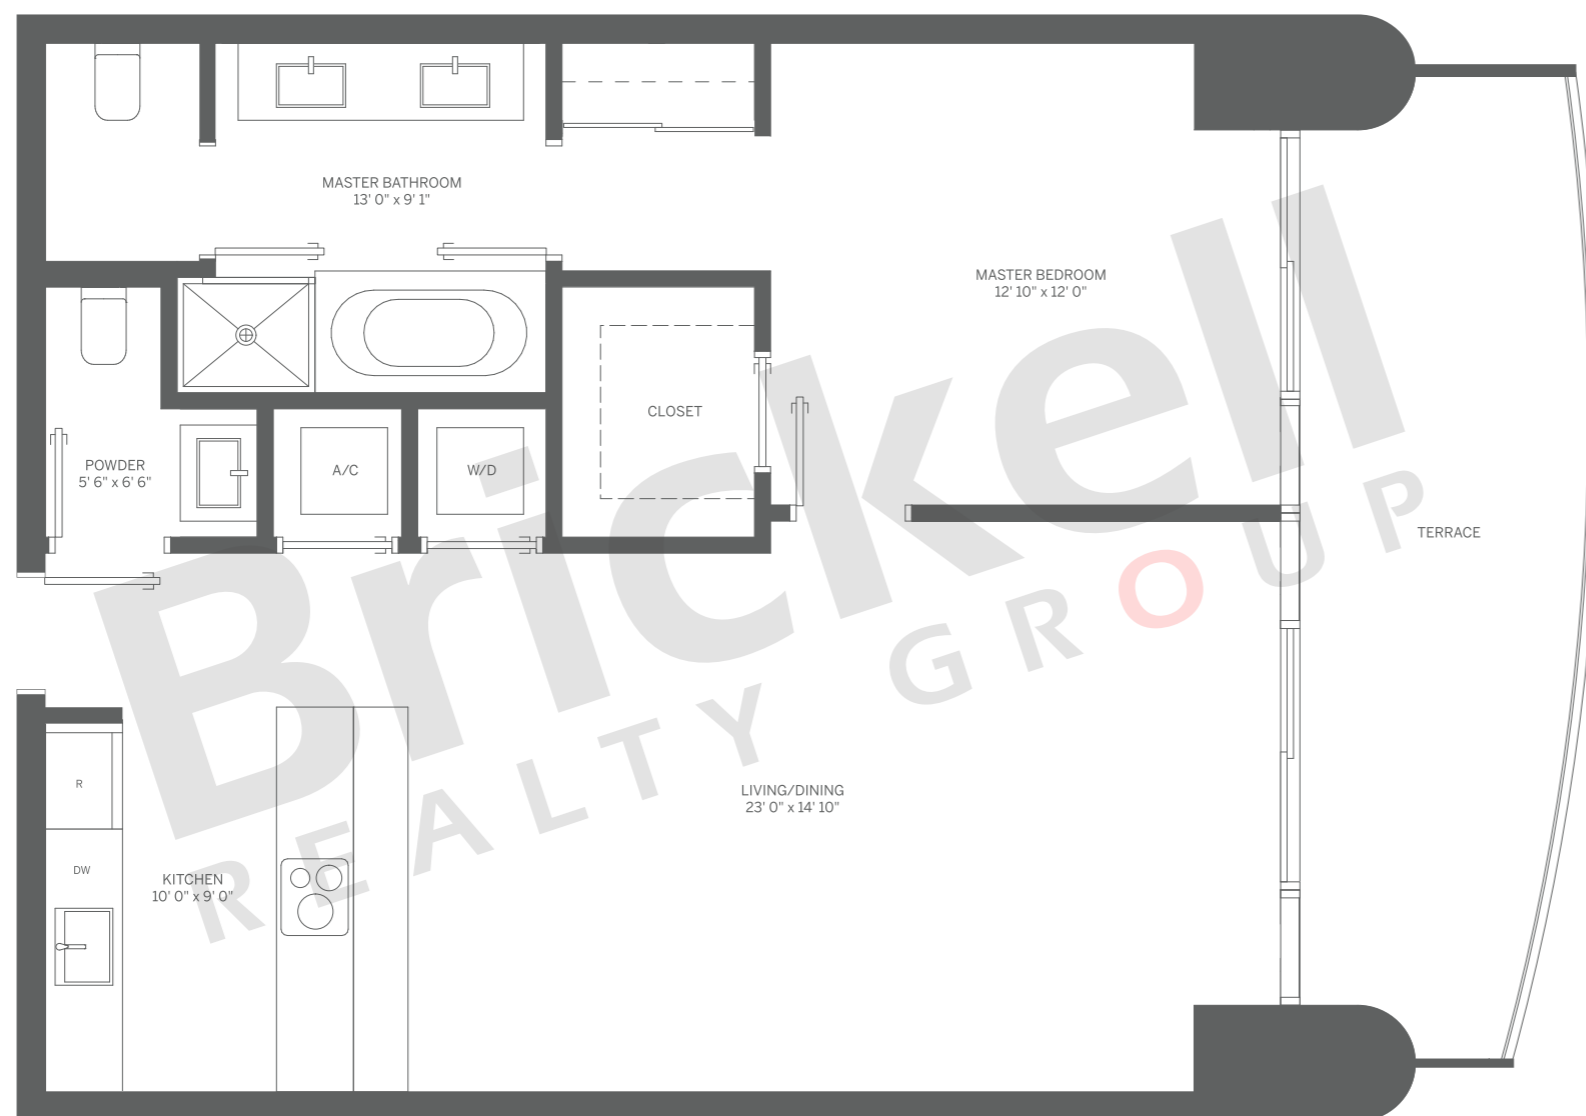 MASTER BATHROOM
13' 0" x 9' 1"
MASTER BEDROOM
12' 10" x 12' 0"
CLOSET
POWDER
5' 6" x 6' 6"
A/C
W/D
TERRACE
Brickell
REALTY GROUP
R
LIVING/DINING
23' 0" x 14' 10"
DW
KITCHEN
10' 0" x 9' 0"